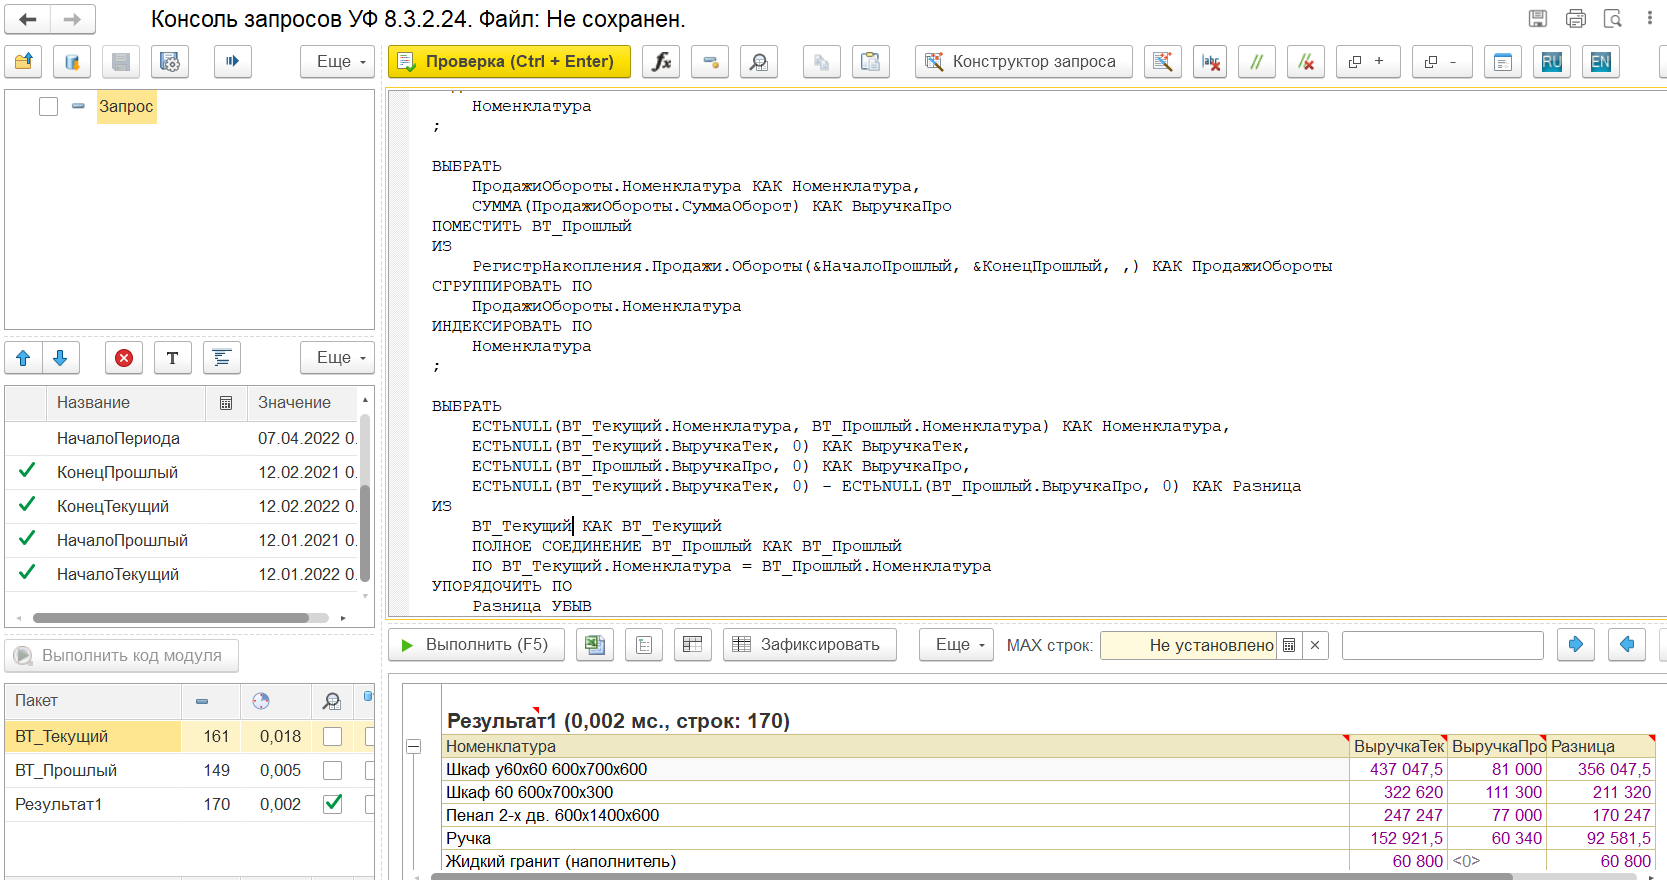 Консоль запросов УФ 8.3.2.24. Файл: Не сохранен.
Еще
Проверка (Ctrl + Enter)
fx
Конструктор запроса
abc
//
//
+
-
RU
EN
Запрос
Номенклатура
;
ВЫБРАТЬ
ПродажиОбороты.Номенклатура КАК Номенклатура,
СУММА(ПродажиОбороты.СуммаОборот) КАК ВыручкаПро
ПОМЕСТИТЬ ВТ_Прошлый
ИЗ
РегистрНакопления.Продажи.Обороты(&НачалоПрошлый, &КонецПрошлый, ,) КАК ПродажиОбороты
СГРУППИРОВАТЬ ПО
ПродажиОбороты.Номенклатура
ИНДЕКСИРОВАТЬ ПО
Номенклатура
;
ВЫБРАТЬ
ЕСТЬNULL(ВТ_Текущий.Номенклатура, ВТ_Прошлый.Номенклатура) КАК Номенклатура,
ЕСТЬNULL(ВТ_Текущий.ВыручкаТек, 0) КАК ВыручкаТек,
ЕСТЬNULL(ВТ_Прошлый.ВыручкаПро, 0) КАК ВыручкаПро,
ЕСТЬNULL(ВТ_Текущий.ВыручкаТек, 0) - ЕСТЬNULL(ВТ_Прошлый.ВыручкаПро, 0) КАК Разница
ИЗ
ВТ_Текущий КАК ВТ_Текущий
ПОЛНОЕ СОЕДИНЕНИЕ ВТ_Прошлый КАК ВТ_Прошлый
ПО ВТ_Текущий.Номенклатура = ВТ_Прошлый.Номенклатура
УПОРЯДОЧИТЬ ПО
Разница УБЫВ
T
Еще
Название Значение
НачалоПериода 07.04.2022 0.
КонецПрошлый 12.02.2021 0.
КонецТекущий 12.02.2022 0.
НачалоПрошлый 12.01.2021 0.
НачалоТекущий 12.01.2022 0.
Выполнить код модуля
Пакет
ВТ_Текущий 161 0,018
ВТ_Прошлый 149 0,005
Результат1 170 0,002
Выполнить (F5)
Зафиксировать
Еще
MAX строк: Не установлено ×
Результат1 (0,002 мс., строк: 170)
Номенклатура ВыручкаТек ВыручкаПро Разница
Шкаф у60х60 600х700х600 437 047,5 81 000 356 047,5
Шкаф 60 600х700х300 322 620 111 300 211 320
Пенал 2-х дв. 600х1400х600 247 247 77 000 170 247
Ручка 152 921,5 60 340 92 581,5
Жидкий гранит (наполнитель) 60 800 <0> 60 800